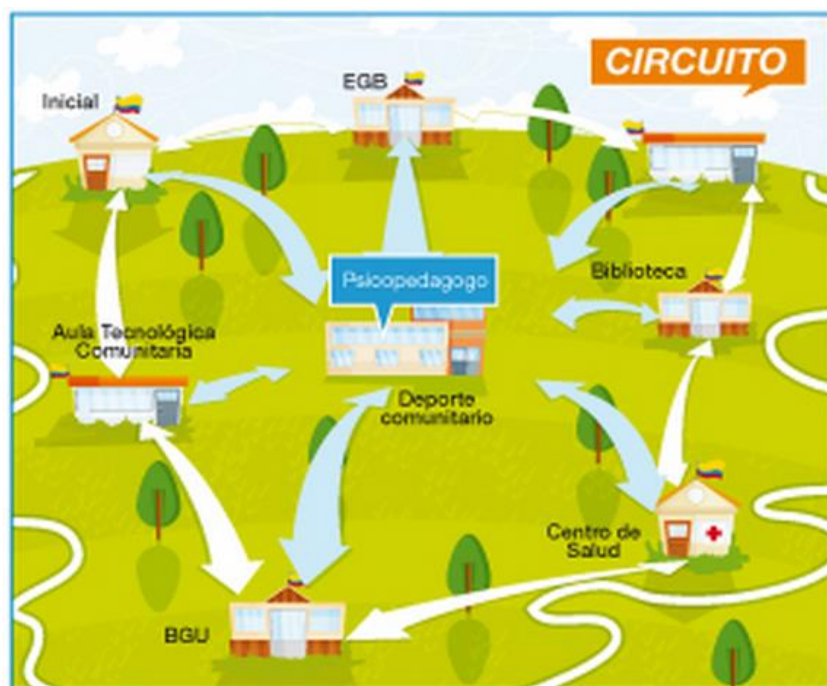 CIRCUITO
EGB
Inicial
Biblioteca
Psicopedagogo
Aula Tecnológica
Comunitaria
Deporte
comunitario
Centro de
Salud
BGU